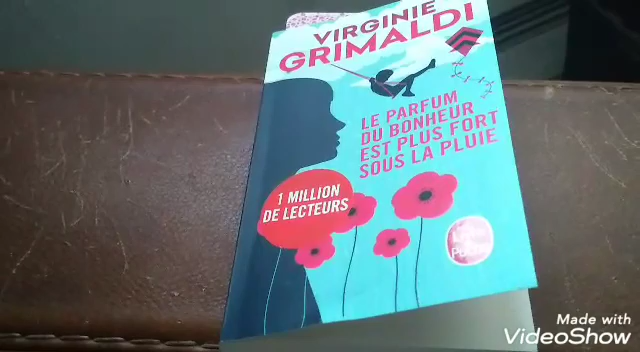 VIRGINIE
GRIMALDI
LE PARFUM
DU BONHEUR
EST PLUS FORT
SOUS LA PLUIE
1 MILLION
DE LECTEURS
Made with
VideoShow